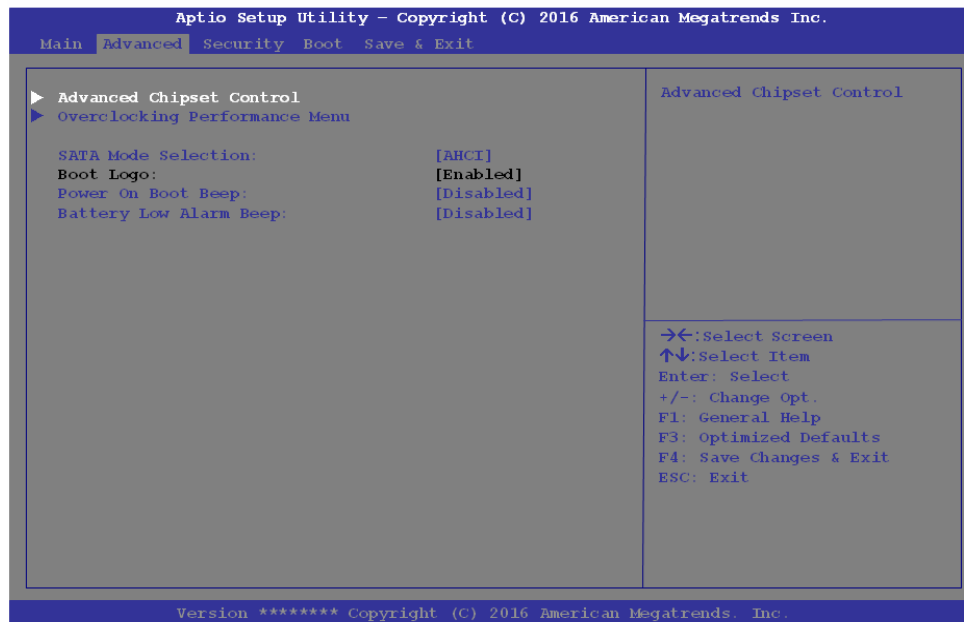 Aptio Setup Utility – Copyright (C) 2016 American Megatrends Inc.
Main Advanced Security Boot Save & Exit
▶ Advanced Chipset Control
▶ Overclocking Performance Menu
SATA Mode Selection: [AHCI]
Boot Logo: [Enabled]
Power On Boot Beep: [Disabled]
Battery Low Alarm Beep: [Disabled]
Advanced Chipset Control
→←:Select Screen
↑↓:Select Item
Enter: Select
+/-: Change Opt.
F1: General Help
F3: Optimized Defaults
F4: Save Changes & Exit
ESC: Exit
Version ******** Copyright (C) 2016 American Megatrends. Inc.